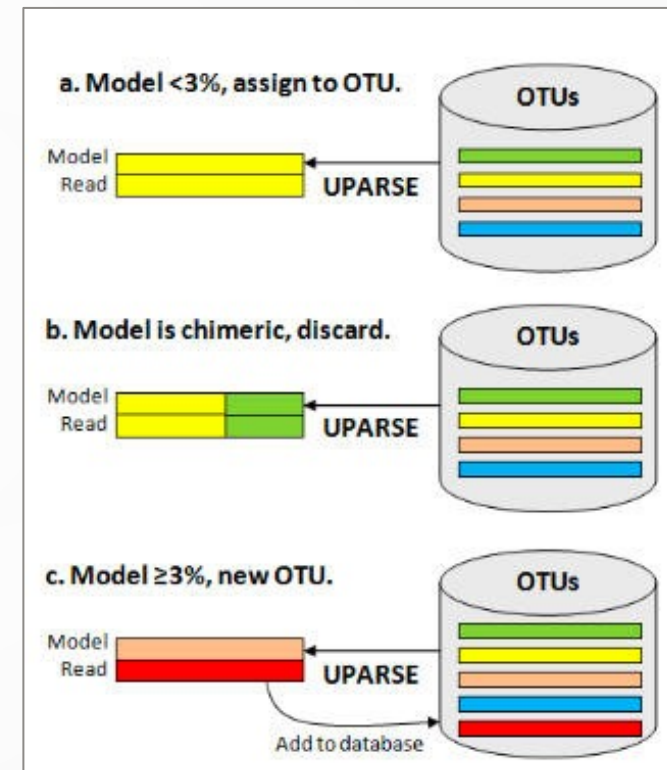 a. Model <3%, assign to OTU.
OTUs
Model
Read
UPARSE
b. Model is chimeric, discard.
OTUs
Model
Read
UPARSE
c. Model ≥3%, new OTU.
OTUs
Model
Read
UPARSE
Add to database